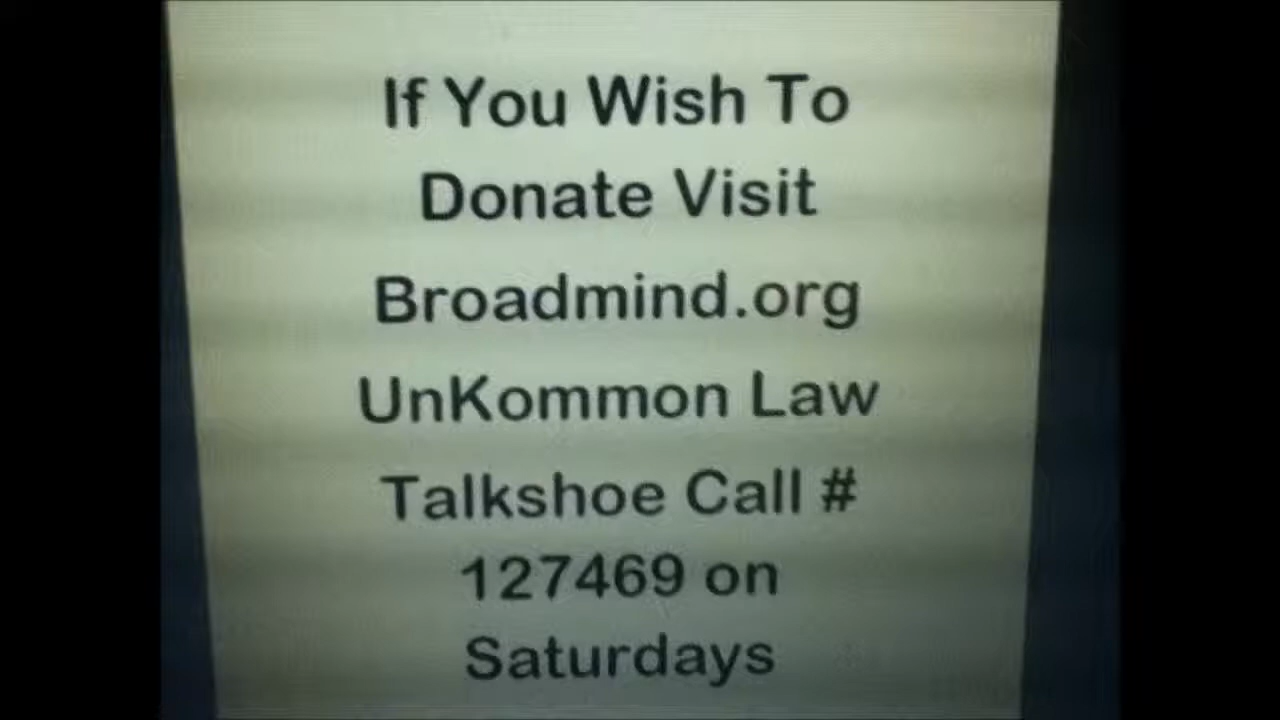 If You Wish To
Donate Visit
Broadmind.org
UnKommon Law
Talkshoe Call #
127469 on
Saturdays